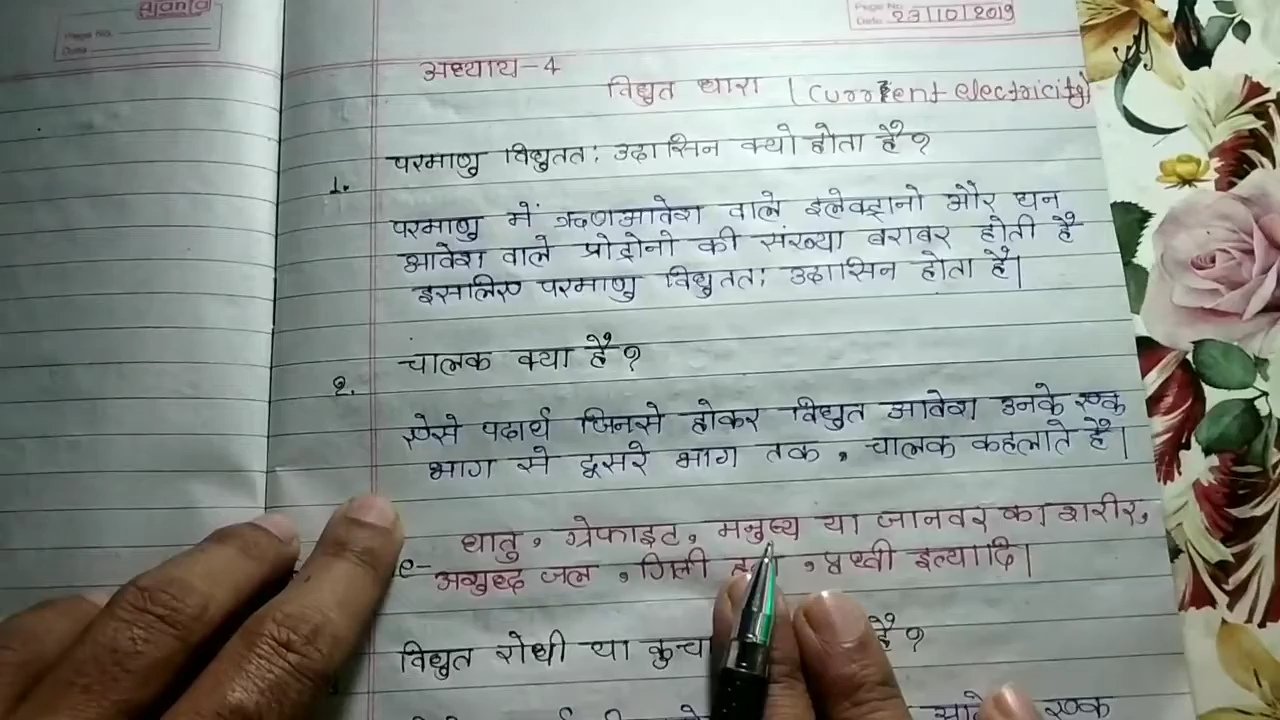 Ajanta
Page No.
Date
Page No.
Date 23/10/2019
अध्याय-4
विद्युत धारा (Current electricity)
1. परमाणु विद्युतत: उदासिन क्यो होता है?
परमाणु में ऋणआवेश वाले इलेक्ट्रानो और धन
आवेश वाले प्रोट्रोनो की संख्या बराबर होती है
इसलिए परमाणु विद्युतत: उदासिन होता है।
2. चालक क्या है?
ऐसे पदार्थ जिनसे होकर विद्युत आवेश उनके एक
भाग से दूसरे भाग तक, चालक कहलाते है।
धातु, ग्रेफाइट, मनुष्य या जानवर का शरीर,
अशुद्ध जल, गिली , पृथ्वी इत्यादि।
विद्युत रोधी या है?
एक